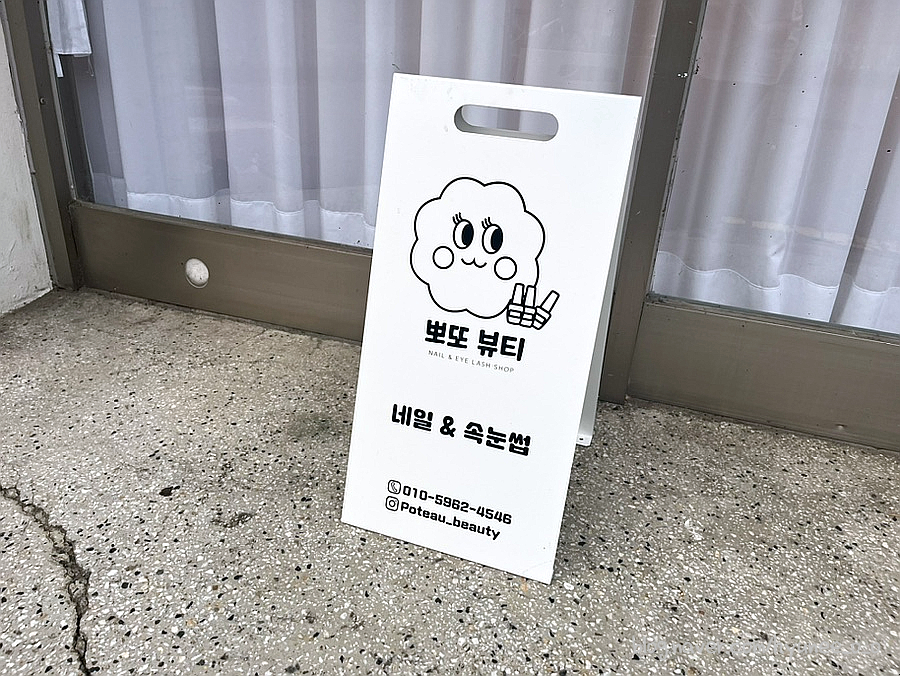 뽀또 뷰티
NAIL & EYE LASH SHOP
네일 & 속눈썹
010-5962-4546
Poteau_beauty